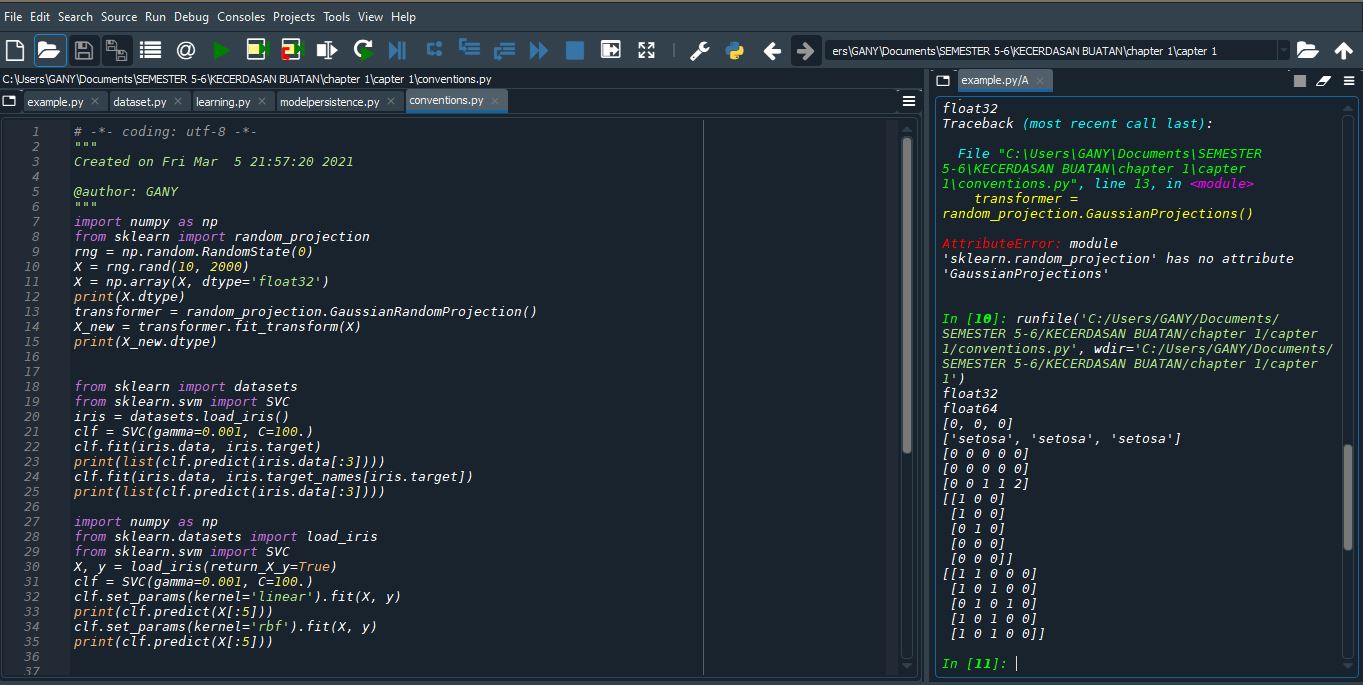 File Edit Search Source Run Debug Consoles Projects Tools View Help
ers\GANY\Documents\SEMESTER 5-6\KECERDASAN BUATAN\chapter 1\capter 1
C:\Users\GANY\Documents\SEMESTER 5-6\KECERDASAN BUATAN\chapter 1\capter 1\conventions.py
example.py × dataset.py × learning.py × modelpersistence.py × conventions.py ×
1 # -*- coding: utf-8 -*-
2 """
3 Created on Fri Mar  5 21:57:20 2021
4
5 @author: GANY
6 """
7 import numpy as np
8 from sklearn import random_projection
9 rng = np.random.RandomState(0)
10 X = rng.rand(10, 2000)
11 X = np.array(X, dtype='float32')
12 print(X.dtype)
13 transformer = random_projection.GaussianRandomProjection()
14 X_new = transformer.fit_transform(X)
15 print(X_new.dtype)
16
17
18 from sklearn import datasets
19 from sklearn.svm import SVC
20 iris = datasets.load_iris()
21 clf = SVC(gamma=0.001, C=100.)
22 clf.fit(iris.data, iris.target)
23 print(list(clf.predict(iris.data[:3])))
24 clf.fit(iris.data, iris.target_names[iris.target])
25 print(list(clf.predict(iris.data[:3])))
26
27 import numpy as np
28 from sklearn.datasets import load_iris
29 from sklearn.svm import SVC
30 X, y = load_iris(return_X_y=True)
31 clf = SVC(gamma=0.001, C=100.)
32 clf.set_params(kernel='linear').fit(X, y)
33 print(clf.predict(X[:5]))
34 clf.set_params(kernel='rbf').fit(X, y)
35 print(clf.predict(X[:5]))
36
37
example.py/A ×
float32
Traceback (most recent call last):
File "C:\Users\GANY\Documents\SEMESTER
5-6\KECERDASAN BUATAN\chapter 1\capter
1\conventions.py", line 13, in <module>
transformer =
random_projection.GaussianProjections()
AttributeError: module
'sklearn.random_projection' has no attribute
'GaussianProjections'
In [10]: runfile('C:/Users/GANY/Documents/
SEMESTER 5-6/KECERDASAN BUATAN/chapter 1/capter
1/conventions.py', wdir='C:/Users/GANY/Documents/
SEMESTER 5-6/KECERDASAN BUATAN/chapter 1/capter
1')
float32
float64
[0, 0, 0]
['setosa', 'setosa', 'setosa']
[0 0 0 0 0]
[0 0 0 0 0]
[0 0 1 1 2]
[[1 0 0]
[1 0 0]
[0 1 0]
[0 0 0]
[0 0 0]]
[[1 1 0 0 0]
[1 0 1 0 0]
[0 1 0 1 0]
[1 0 1 0 0]
[1 0 1 0 0]]
In [11]: